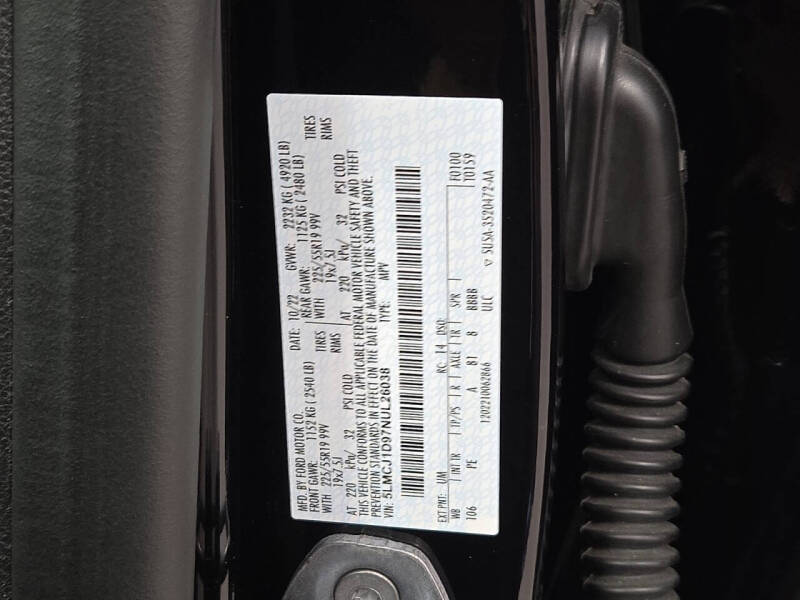 MFD. BY FORD MOTOR CO.
DATE: 10/22 GVWR: 2232 KG ( 4920 LB)
FRONT GAWR: 1152 KG ( 2540 LB) REAR GAWR: 1125 KG ( 2480 LB)
WITH 225/55R19 99V TIRES WITH 225/55R19 99V TIRES
19x7.5J RIMS 19x7.5J RIMS
AT 220 kPa/ 32 PSI COLD AT 220 kPa/ 32 PSI COLD
THIS VEHICLE CONFORMS TO ALL APPLICABLE FEDERAL MOTOR VEHICLE SAFETY AND THEFT
PREVENTION STANDARDS IN EFFECT ON THE DATE OF MANUFACTURE SHOWN ABOVE.
VIN: 5LMCJ1D97NUL26038 TYPE: MPV
F0100
T0159
EXT PNT: UM RC: 14 DSO:
WB INT TR TP/PS R AXLE TR SPR
106 PE A 81 8 BBBB
1202210062866 ULC
▽ 5USA-3520472-AA